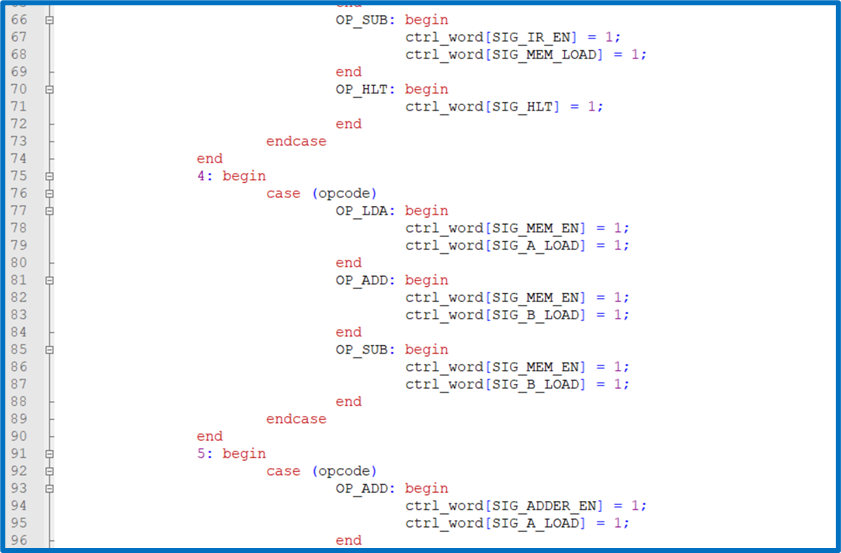 end
66 OP_SUB: begin
67 ctrl_word[SIG_IR_EN] = 1;
68 ctrl_word[SIG_MEM_LOAD] = 1;
69 end
70 OP_HLT: begin
71 ctrl_word[SIG_HLT] = 1;
72 end
73 endcase
74 end
75 4: begin
76 case (opcode)
77 OP_LDA: begin
78 ctrl_word[SIG_MEM_EN] = 1;
79 ctrl_word[SIG_A_LOAD] = 1;
80 end
81 OP_ADD: begin
82 ctrl_word[SIG_MEM_EN] = 1;
83 ctrl_word[SIG_B_LOAD] = 1;
84 end
85 OP_SUB: begin
86 ctrl_word[SIG_MEM_EN] = 1;
87 ctrl_word[SIG_B_LOAD] = 1;
88 end
89 endcase
90 end
91 5: begin
92 case (opcode)
93 OP_ADD: begin
94 ctrl_word[SIG_ADDER_EN] = 1;
95 ctrl_word[SIG_A_LOAD] = 1;
96 end